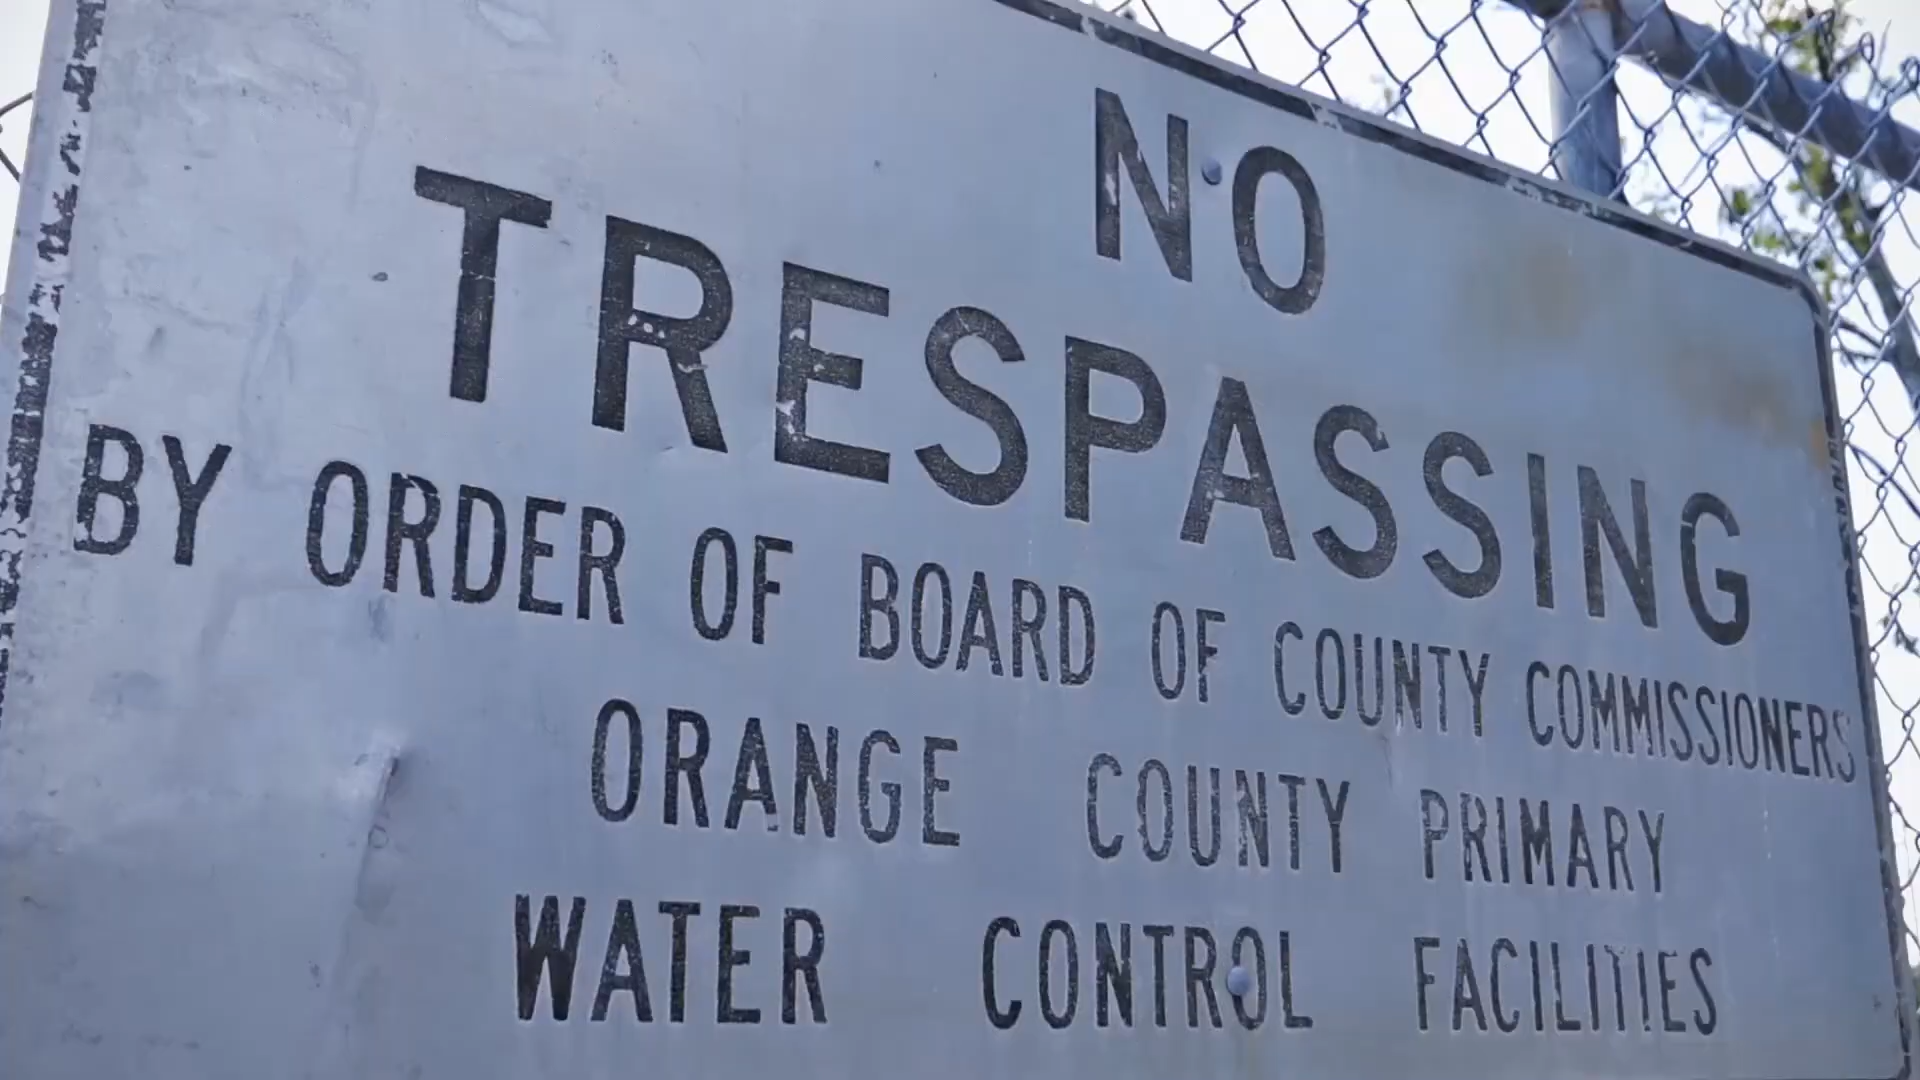 NO
TRESPASSING
BY ORDER OF BOARD OF COUNTY COMMISSIONERS
ORANGE COUNTY PRIMARY
WATER CONTROL FACILITIES